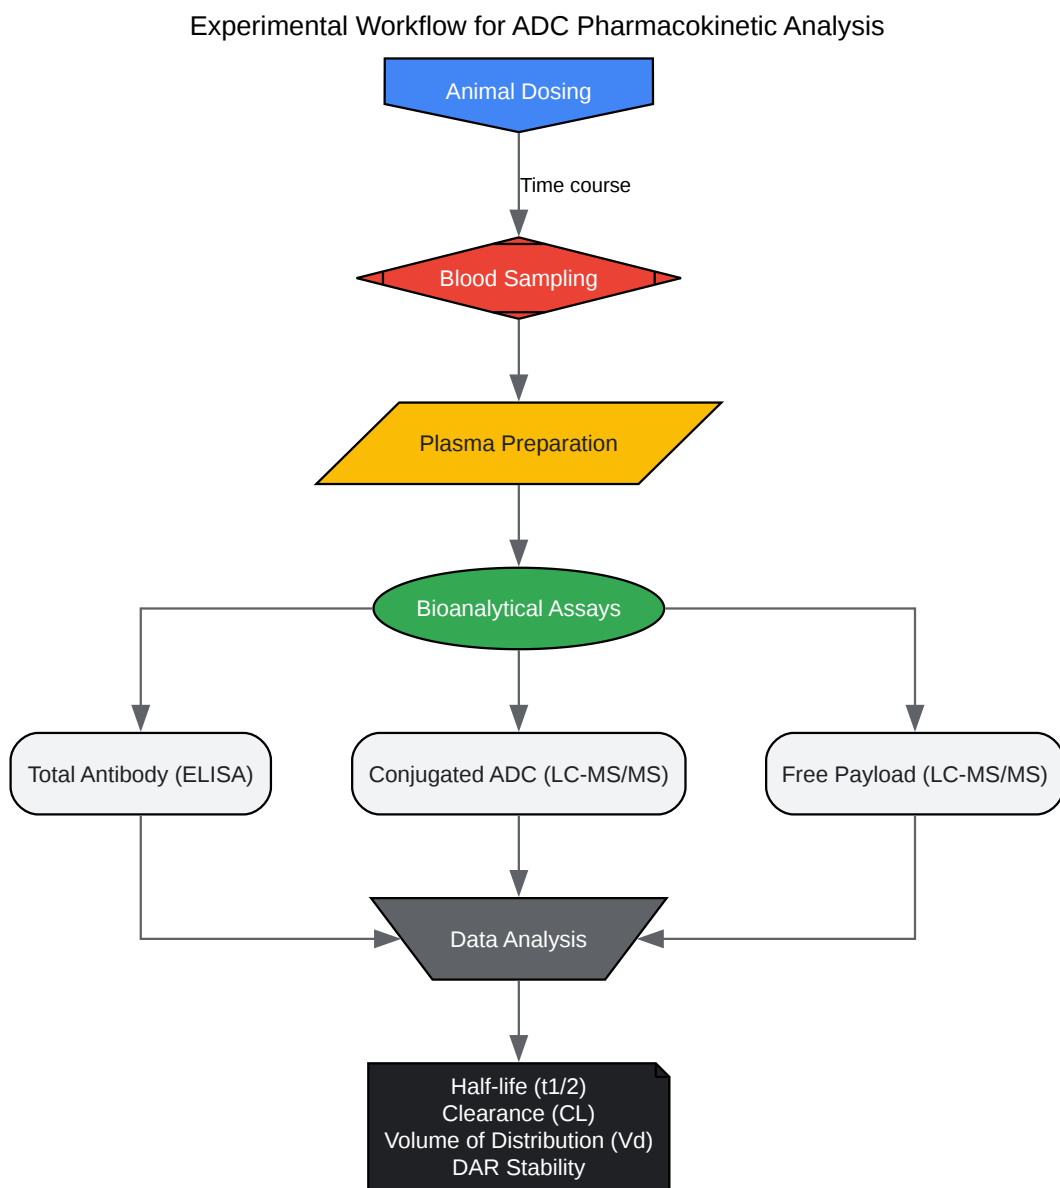 Experimental Workflow for ADC Pharmacokinetic Analysis
Animal Dosing
Time course
Blood Sampling
Plasma Preparation
Bioanalytical Assays
Total Antibody (ELISA)
Conjugated ADC (LC-MS/MS)
Free Payload (LC-MS/MS)
Data Analysis
Half-life (t1/2)
Clearance (CL)
Volume of Distribution (Vd)
DAR Stability